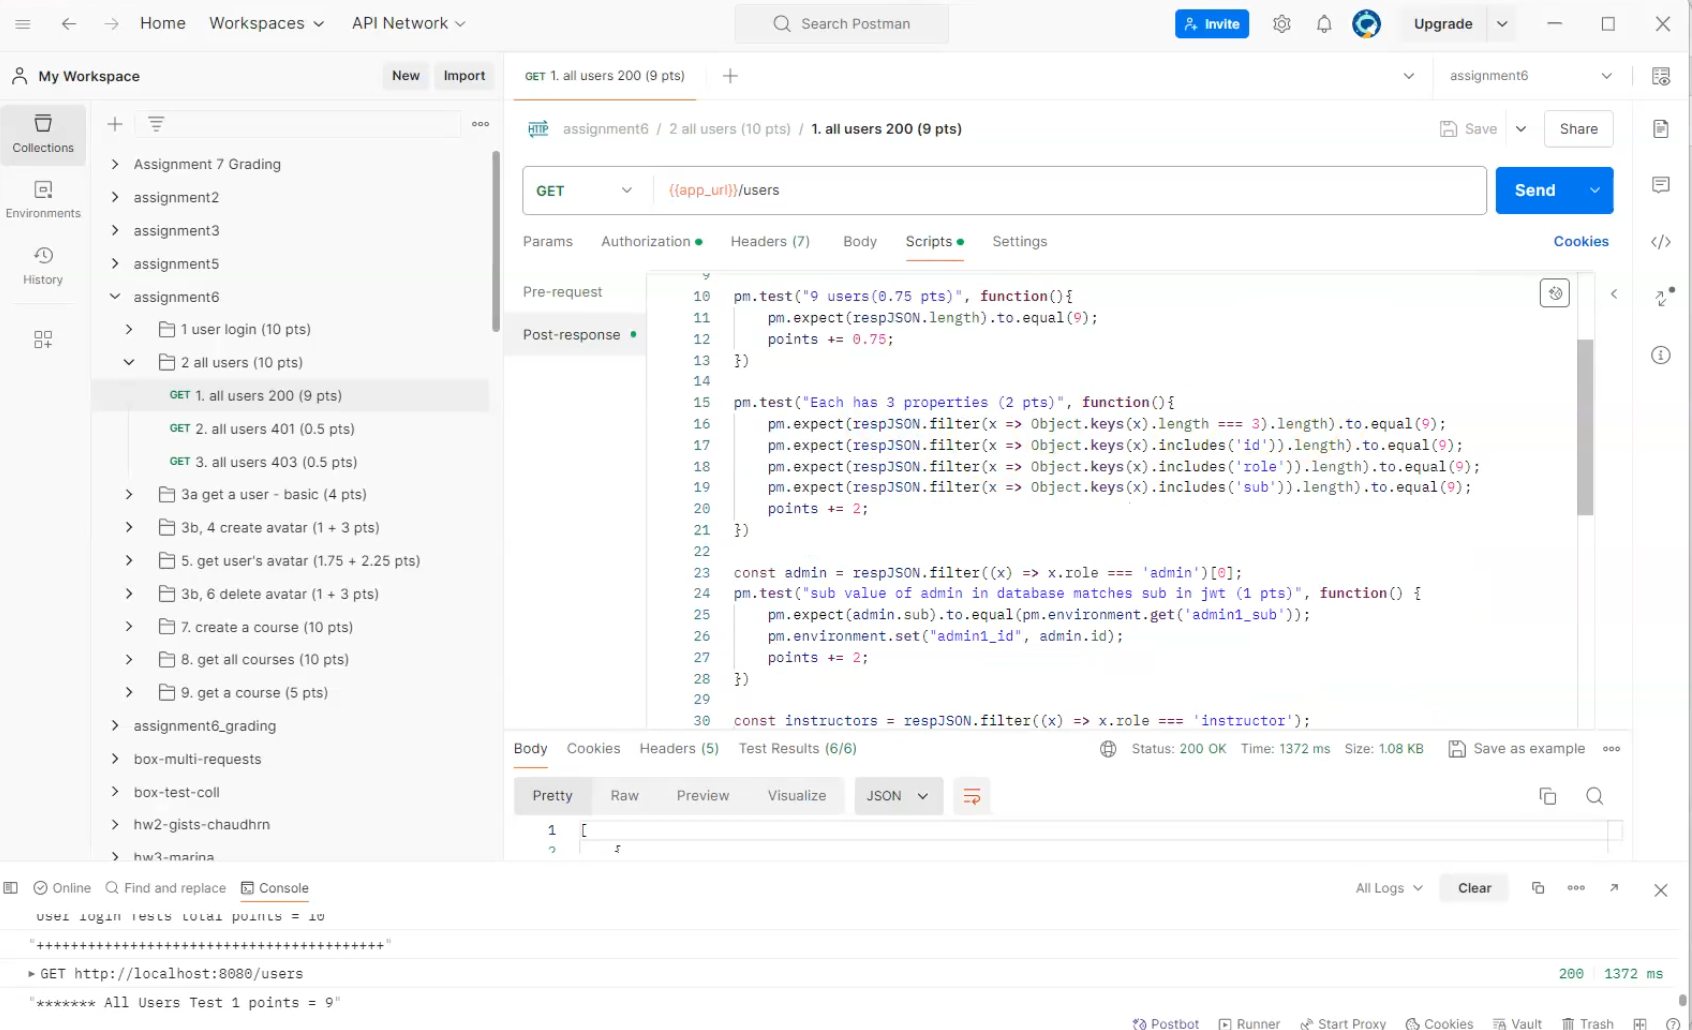 Home Workspaces API Network Search Postman Invite Upgrade
My Workspace New Import GET 1. all users 200 (9 pts) assignment6
Collections
Environments
History
Assignment 7 Grading
assignment2
assignment3
assignment5
assignment6
1 user login (10 pts)
2 all users (10 pts)
GET 1. all users 200 (9 pts)
GET 2. all users 401 (0.5 pts)
GET 3. all users 403 (0.5 pts)
3a get a user - basic (4 pts)
3b, 4 create avatar (1 + 3 pts)
5. get user's avatar (1.75 + 2.25 pts)
3b, 6 delete avatar (1 + 3 pts)
7. create a course (10 pts)
8. get all courses (10 pts)
9. get a course (5 pts)
assignment6_grading
box-multi-requests
box-test-coll
hw2-gists-chaudhrn
hw3-marina
HTTP assignment6 / 2 all users (10 pts) / 1. all users 200 (9 pts) Save Share
GET {{app_url}}/users Send
Params Authorization Headers (7) Body Scripts Settings Cookies
Pre-request
Post-response
9
10 pm.test("9 users(0.75 pts)", function(){
11 pm.expect(respJSON.length).to.equal(9);
12 points += 0.75;
13 })
14
15 pm.test("Each has 3 properties (2 pts)", function(){
16 pm.expect(respJSON.filter(x => Object.keys(x).length === 3).length).to.equal(9);
17 pm.expect(respJSON.filter(x => Object.keys(x).includes('id')).length).to.equal(9);
18 pm.expect(respJSON.filter(x => Object.keys(x).includes('role')).length).to.equal(9);
19 pm.expect(respJSON.filter(x => Object.keys(x).includes('sub')).length).to.equal(9);
20 points += 2;
21 })
22
23 const admin = respJSON.filter((x) => x.role === 'admin')[0];
24 pm.test("sub value of admin in database matches sub in jwt (1 pts)", function() {
25 pm.expect(admin.sub).to.equal(pm.environment.get('admin1_sub'));
26 pm.environment.set("admin1_id", admin.id);
27 points += 2;
28 })
29
30 const instructors = respJSON.filter((x) => x.role === 'instructor');
Body Cookies Headers (5) Test Results (6/6) Status: 200 OK Time: 1372 ms Size: 1.08 KB Save as example
Pretty Raw Preview Visualize JSON
1 [
2 {
Online Find and replace Console All Logs Clear
User login Tests total points = 10
"+++++++++++++++++++++++++++++++++++++++++"
GET http://localhost:8080/users 200 1372 ms
"******* All Users Test 1 points = 9"
Postbot Runner Start Proxy Cookies Vault Trash